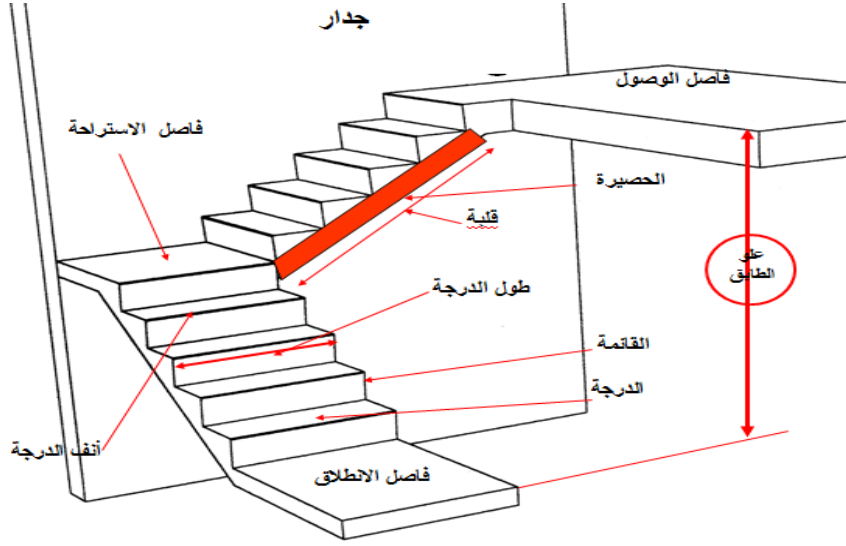 جدار
فاصل الوصول
فاصل الاستراحة
الحصيرة
قلبة
علو
الطابق
طول الدرجة
القائمة
الدرجة
أنف الدرجة
فاصل الانطلاق